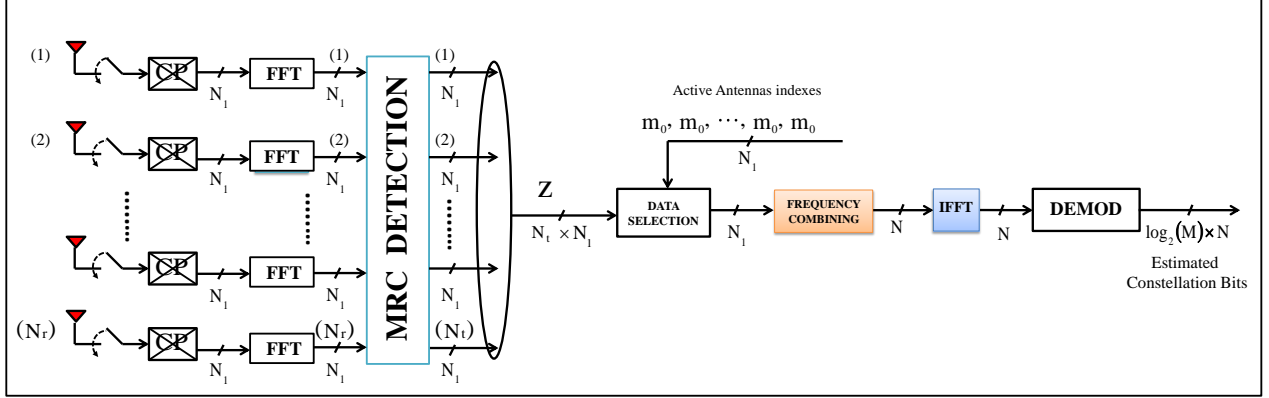 (1) CP N1 FFT (1) N1 (1) N1
(2) CP N1 FFT (2) N1 (2) N1
CP N1 FFT N1 N1
(Nr) CP N1 FFT (Nr) N1 (Nt) N1
MRC DETECTION
Z
Nt × N1
Active Antennas indexes
m0, m0, ⋯, m0, m0
N1
DATA
SELECTION
N1
FREQUENCY
COMBINING
N
IFFT
N
DEMOD
log2(M)×N
Estimated
Constellation Bits